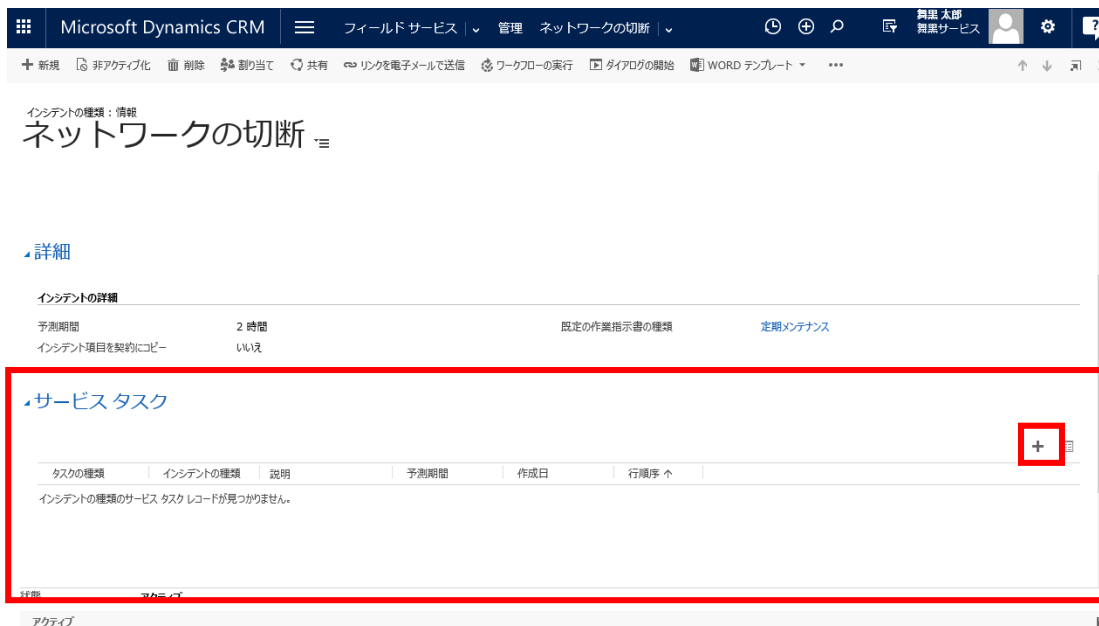 Microsoft Dynamics CRM フィールド サービス 管理 ネットワークの切断 舞黒 太郎 舞黒サービス ?
新規 非アクティブ化 削除 割り当て 共有 リンクを電子メールで送信 ワークフローの実行 ダイアログの開始 WORD テンプレート •••
インシデントの種類 : 情報
ネットワークの切断
詳細
インシデントの詳細
予測期間 2 時間 既定の作業指示書の種類 定期メンテナンス
インシデント項目を契約にコピー いいえ
サービス タスク
タスクの種類 インシデントの種類 説明 予測期間 作成日 行順序
インシデントの種類のサービス タスク レコードが見つかりません。
状態 アクティブ
アクティブ